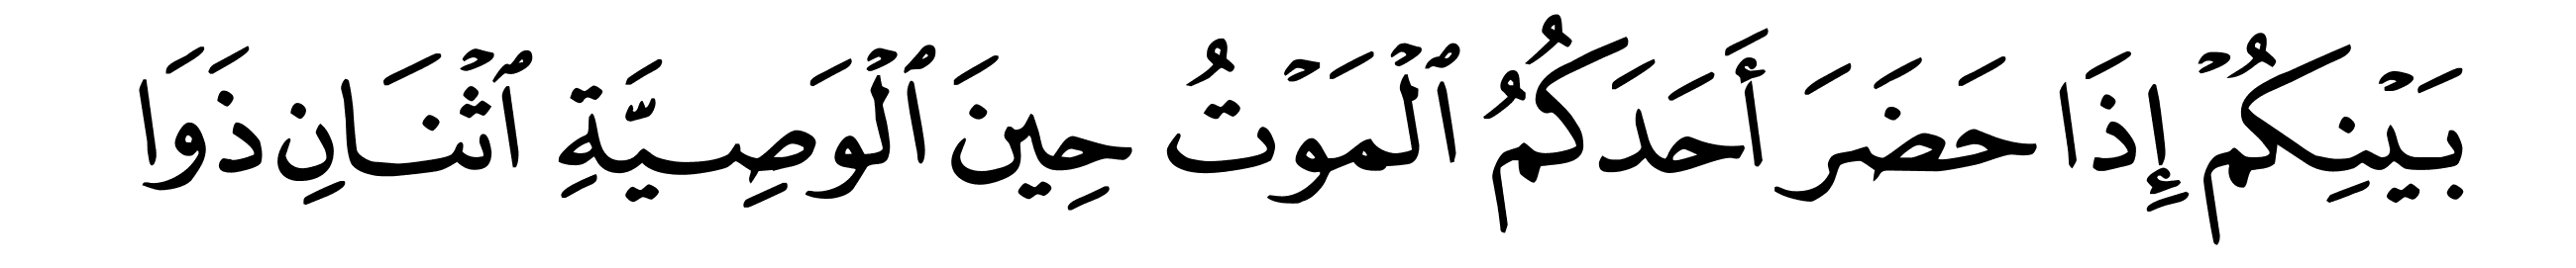 بَيْنِكُمْ إِذَا حَضَرَ أَحَدَكُمُ ٱلْمَوْتُ حِينَ ٱلْوَصِيَّةِ ٱثْنَانِ ذَوَا